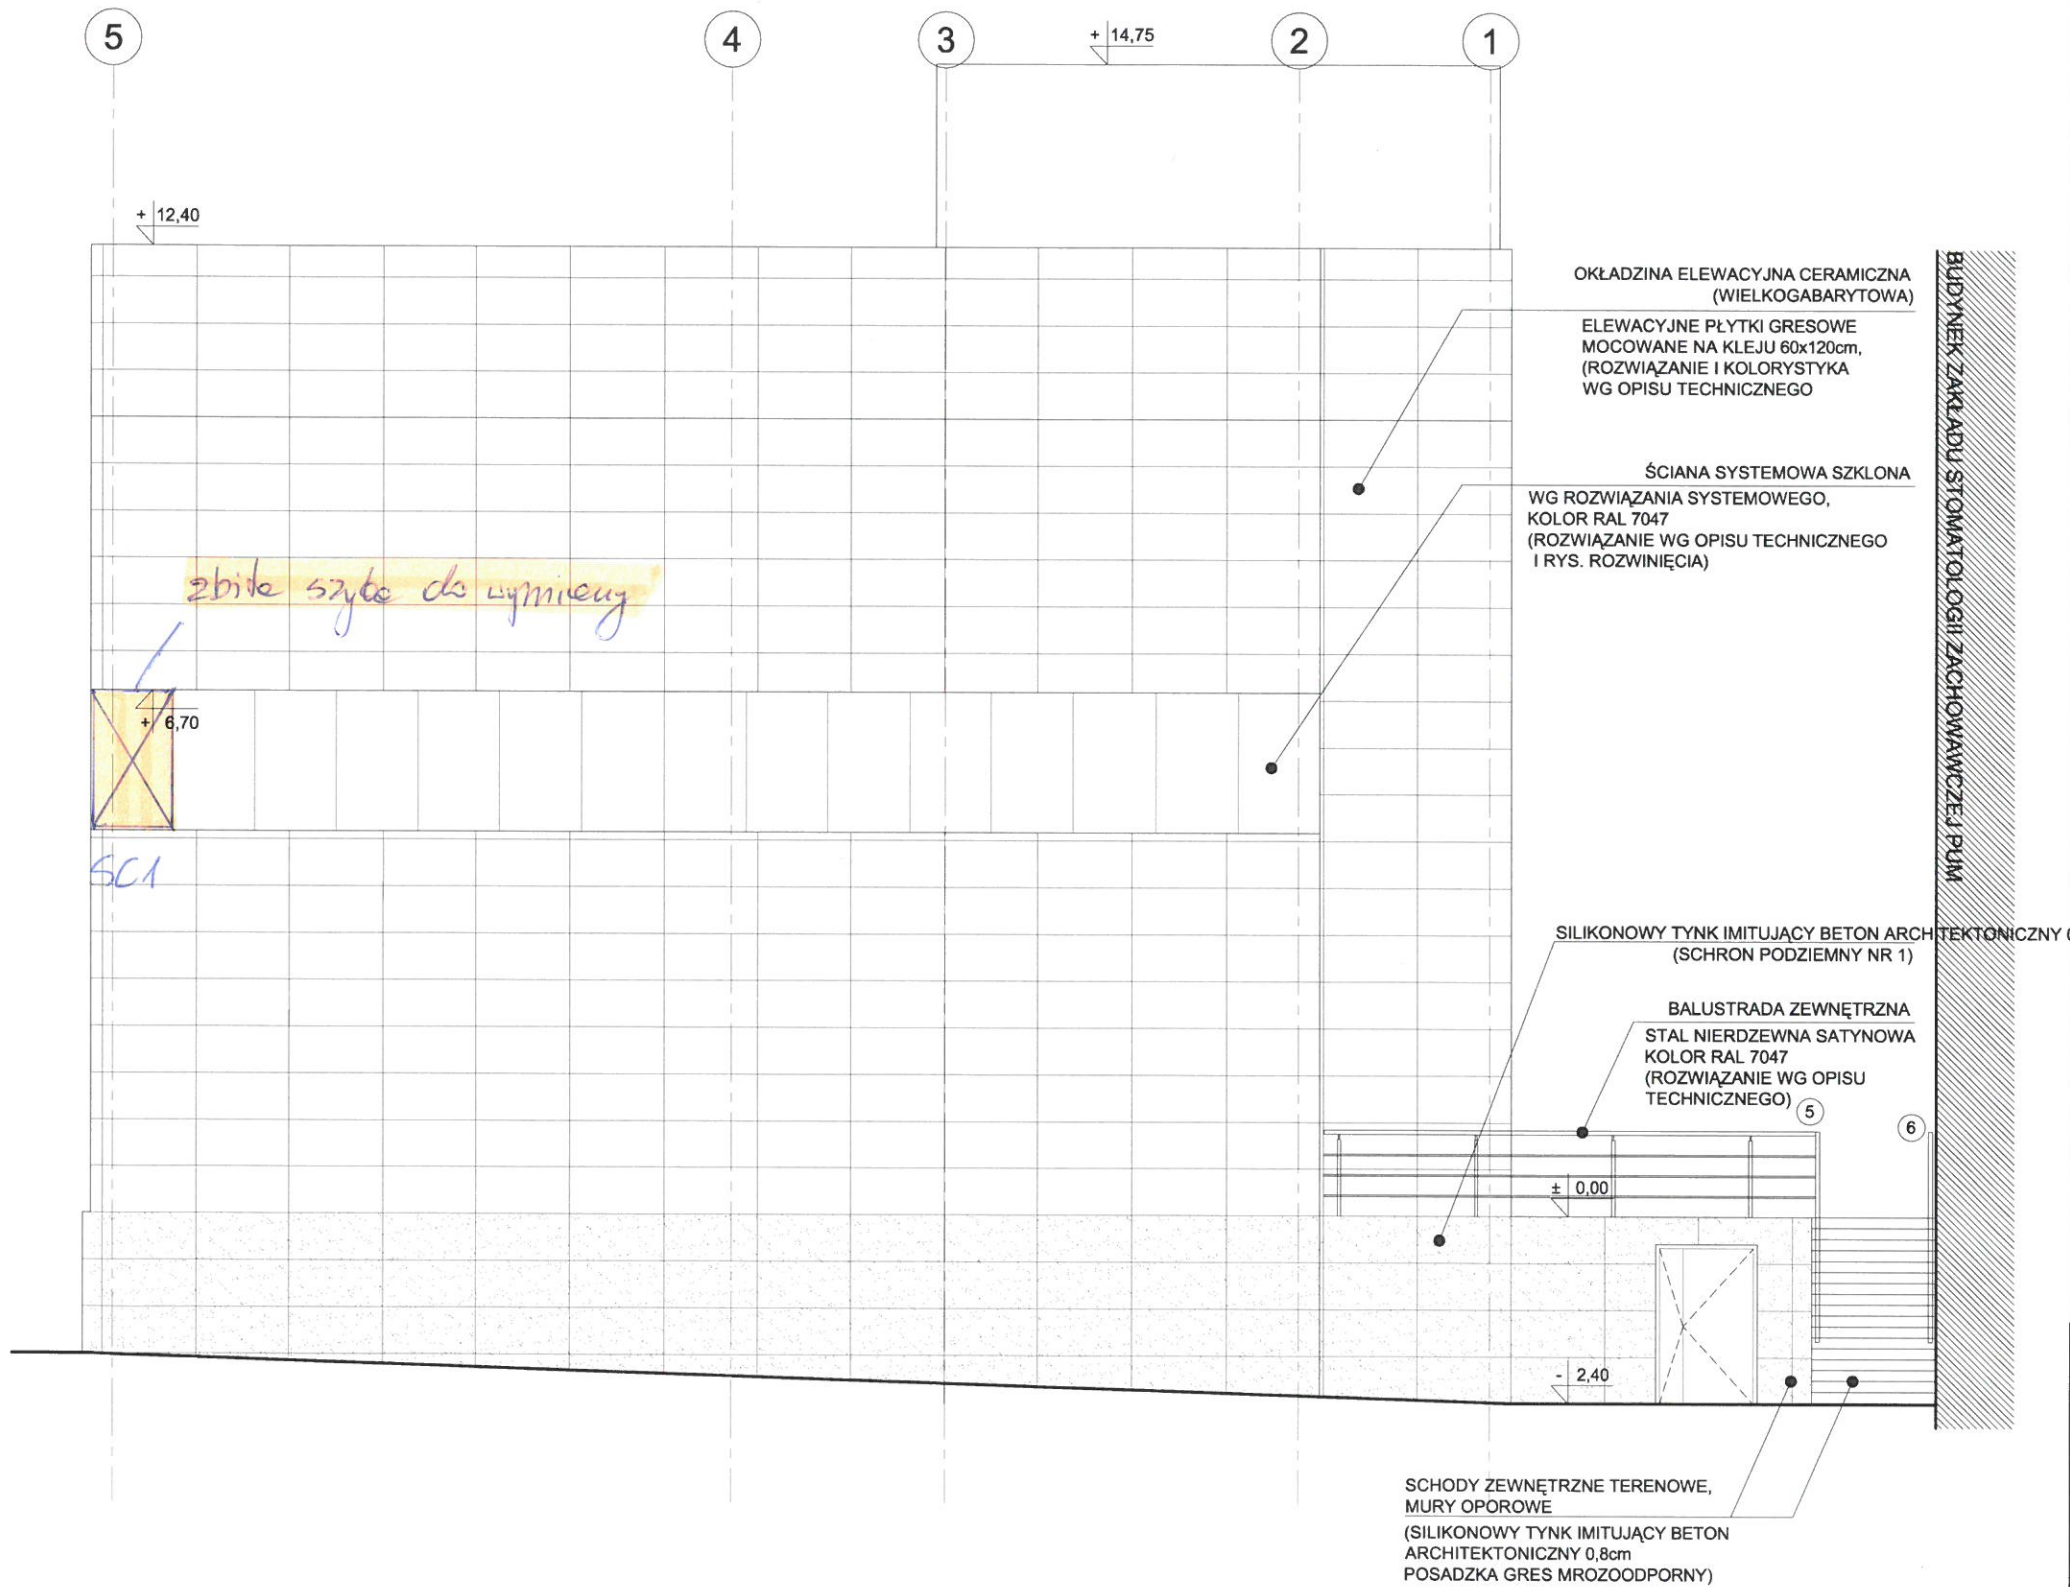 5
4
3
+ 14,75
2
1
+ 12,40
OKŁADZINA ELEWACYJNA CERAMICZNA
(WIELKOGABARYTOWA)
ELEWACYJNE PŁYTKI GRESOWE
MOCOWANE NA KLEJU 60x120cm,
(ROZWIĄZANIE I KOLORYSTYKA
WG OPISU TECHNICZNEGO
ŚCIANA SYSTEMOWA SZKLONA
WG ROZWIĄZANIA SYSTEMOWEGO,
KOLOR RAL 7047
(ROZWIĄZANIE WG OPISU TECHNICZNEGO
I RYS. ROZWINIĘCIA)
BUDYNEK ZAKŁADU STOMATOLOGII ZACHOWAWCZEJ PUM
zbita szyba do wymiany
+ 6,70
SC1
SILIKONOWY TYNK IMITUJĄCY BETON ARCHITEKTONICZNY
(SCHRON PODZIEMNY NR 1)
BALUSTRADA ZEWNĘTRZNA
STAL NIERDZEWNA SATYNOWA
KOLOR RAL 7047
(ROZWIĄZANIE WG OPISU
TECHNICZNEGO)
5
6
± 0,00
- 2,40
SCHODY ZEWNĘTRZNE TERENOWE,
MURY OPOROWE
(SILIKONOWY TYNK IMITUJĄCY BETON
ARCHITEKTONICZNY 0,8cm
POSADZKA GRES MROZOODPORNY)